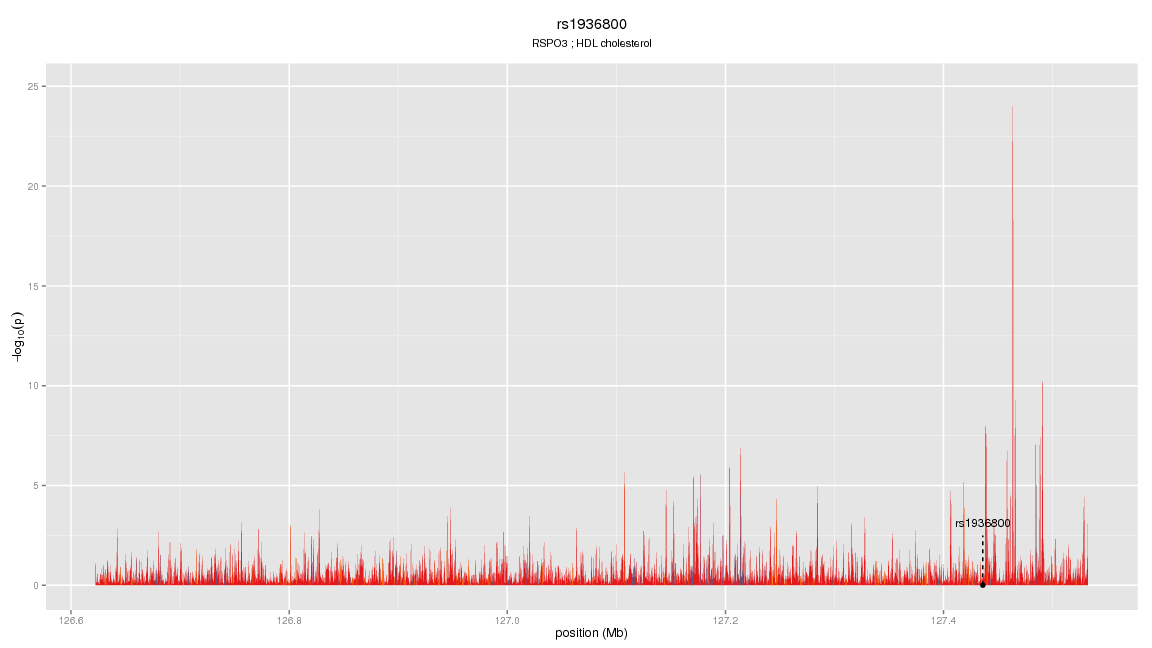 rs1936800
RSPO3 ; HDL cholesterol
25
20
15
10
5
0
−log10(p)
rs1936800
126.6
126.8
127.0
127.2
127.4
position (Mb)